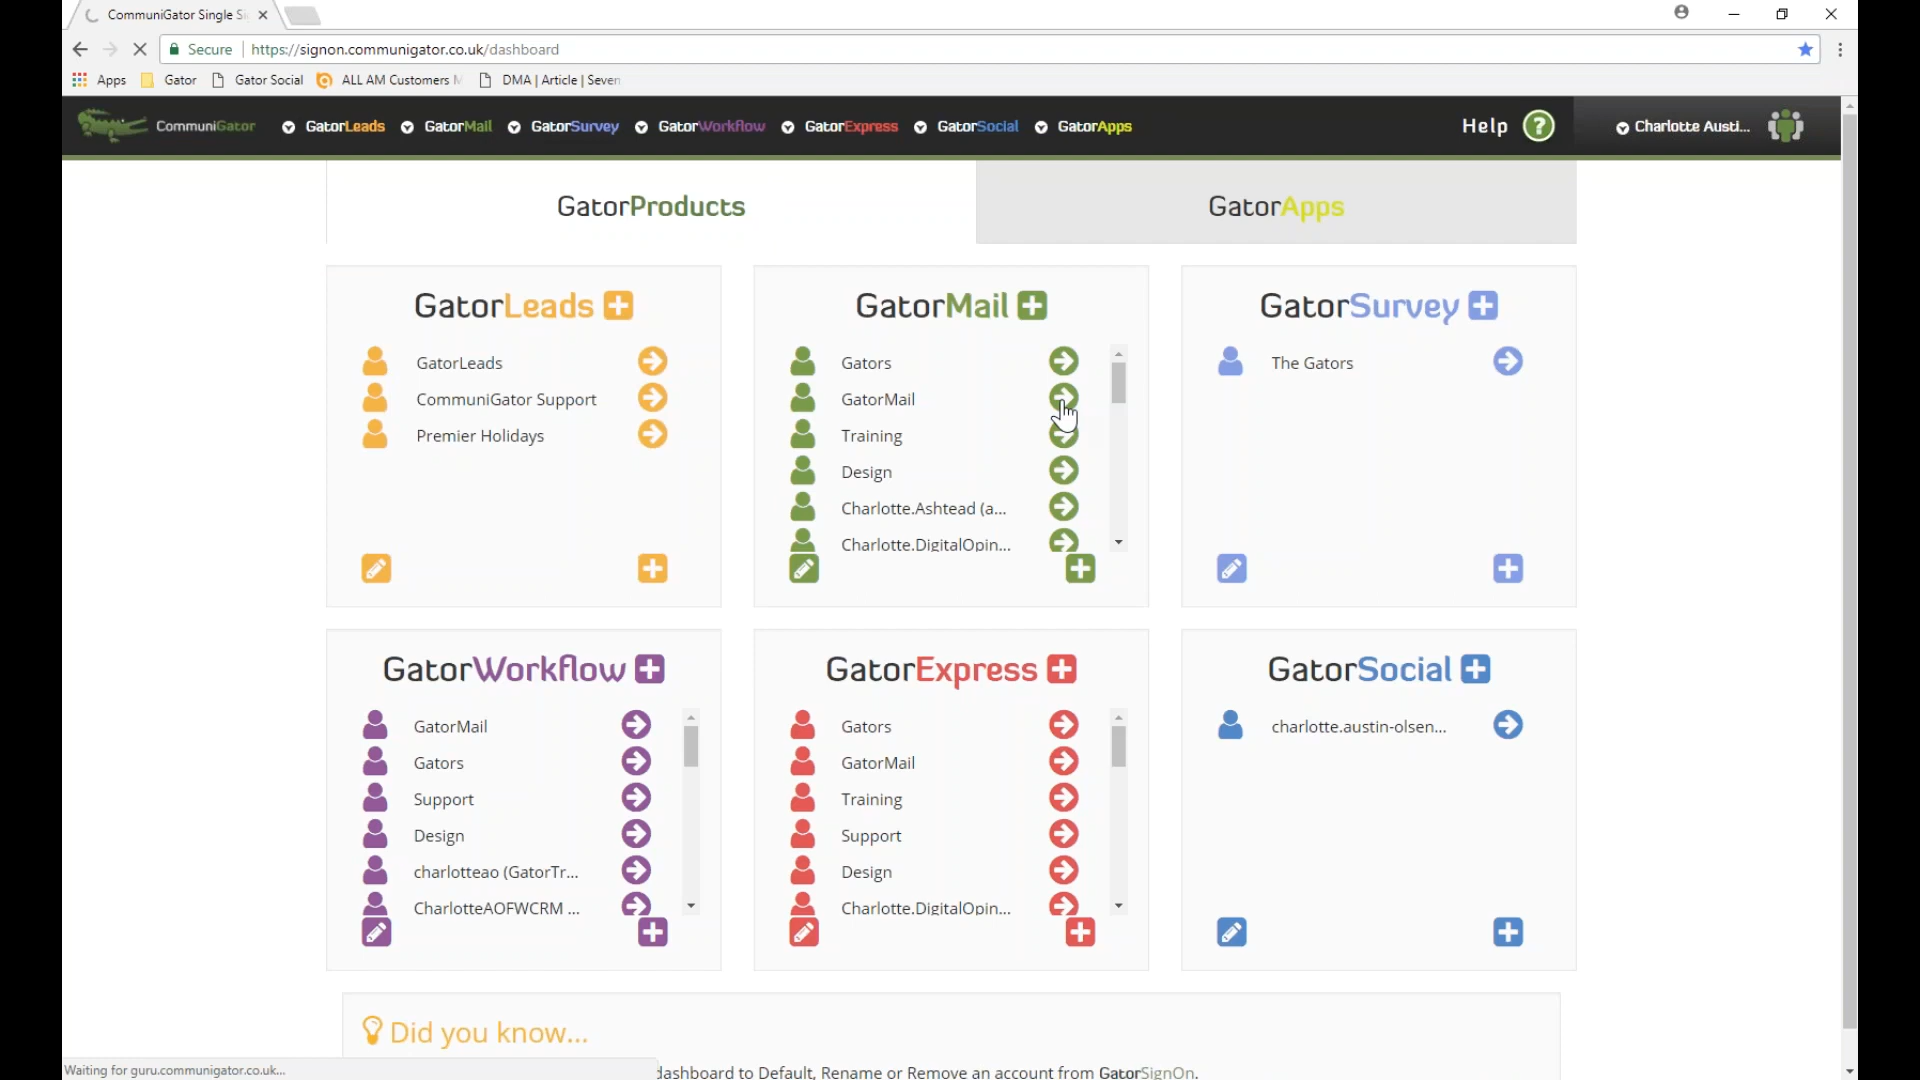 CommuniGator Single Si
Secure https://signon.communigator.co.uk/dashboard
Apps Gator Gator Social ALL AM Customers M DMA | Article | Seven
CommuniGator GatorLeads GatorMail GatorSurvey GatorWorkflow GatorExpress GatorSocial GatorApps Help ? Charlotte Austi...
GatorProducts GatorApps
GatorLeads
GatorLeads
CommuniGator Support
Premier Holidays
GatorMail
Gators
GatorMail
Training
Design
Charlotte.Ashtead (a...
Charlotte.DigitalOpin...
GatorSurvey
The Gators
GatorWorkflow
GatorMail
Gators
Support
Design
charlotteao (GatorTr...
CharlotteAOFWCRM ...
GatorExpress
Gators
GatorMail
Training
Support
Design
Charlotte.DigitalOpin...
GatorSocial
charlotte.austin-olsen...
Did you know...
dashboard to Default, Rename or Remove an account from GatorSignOn.
Waiting for guru.communigator.co.uk...